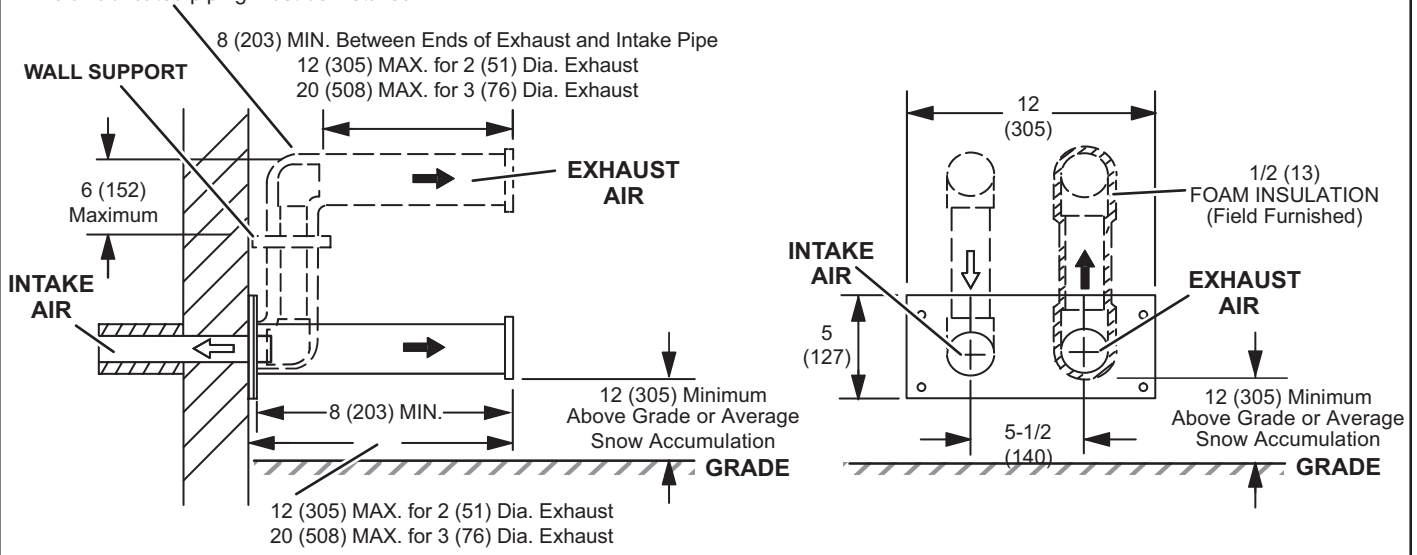 8 (203) MIN. Between Ends of Exhaust and Intake Pipe
12 (305) MAX. for 2 (51) Dia. Exhaust
20 (508) MAX. for 3 (76) Dia. Exhaust
WALL SUPPORT
EXHAUST
AIR
6 (152)
Maximum
INTAKE
AIR
8 (203) MIN.
12 (305) Minimum
Above Grade or Average
Snow Accumulation
GRADE
12 (305) MAX. for 2 (51) Dia. Exhaust
20 (508) MAX. for 3 (76) Dia. Exhaust
12
(305)
1/2 (13)
FOAM INSULATION
(Field Furnished)
INTAKE
AIR
EXHAUST
AIR
5
(127)
12 (305) Minimum
Above Grade or Average
Snow Accumulation
5-1/2
(140)
GRADE